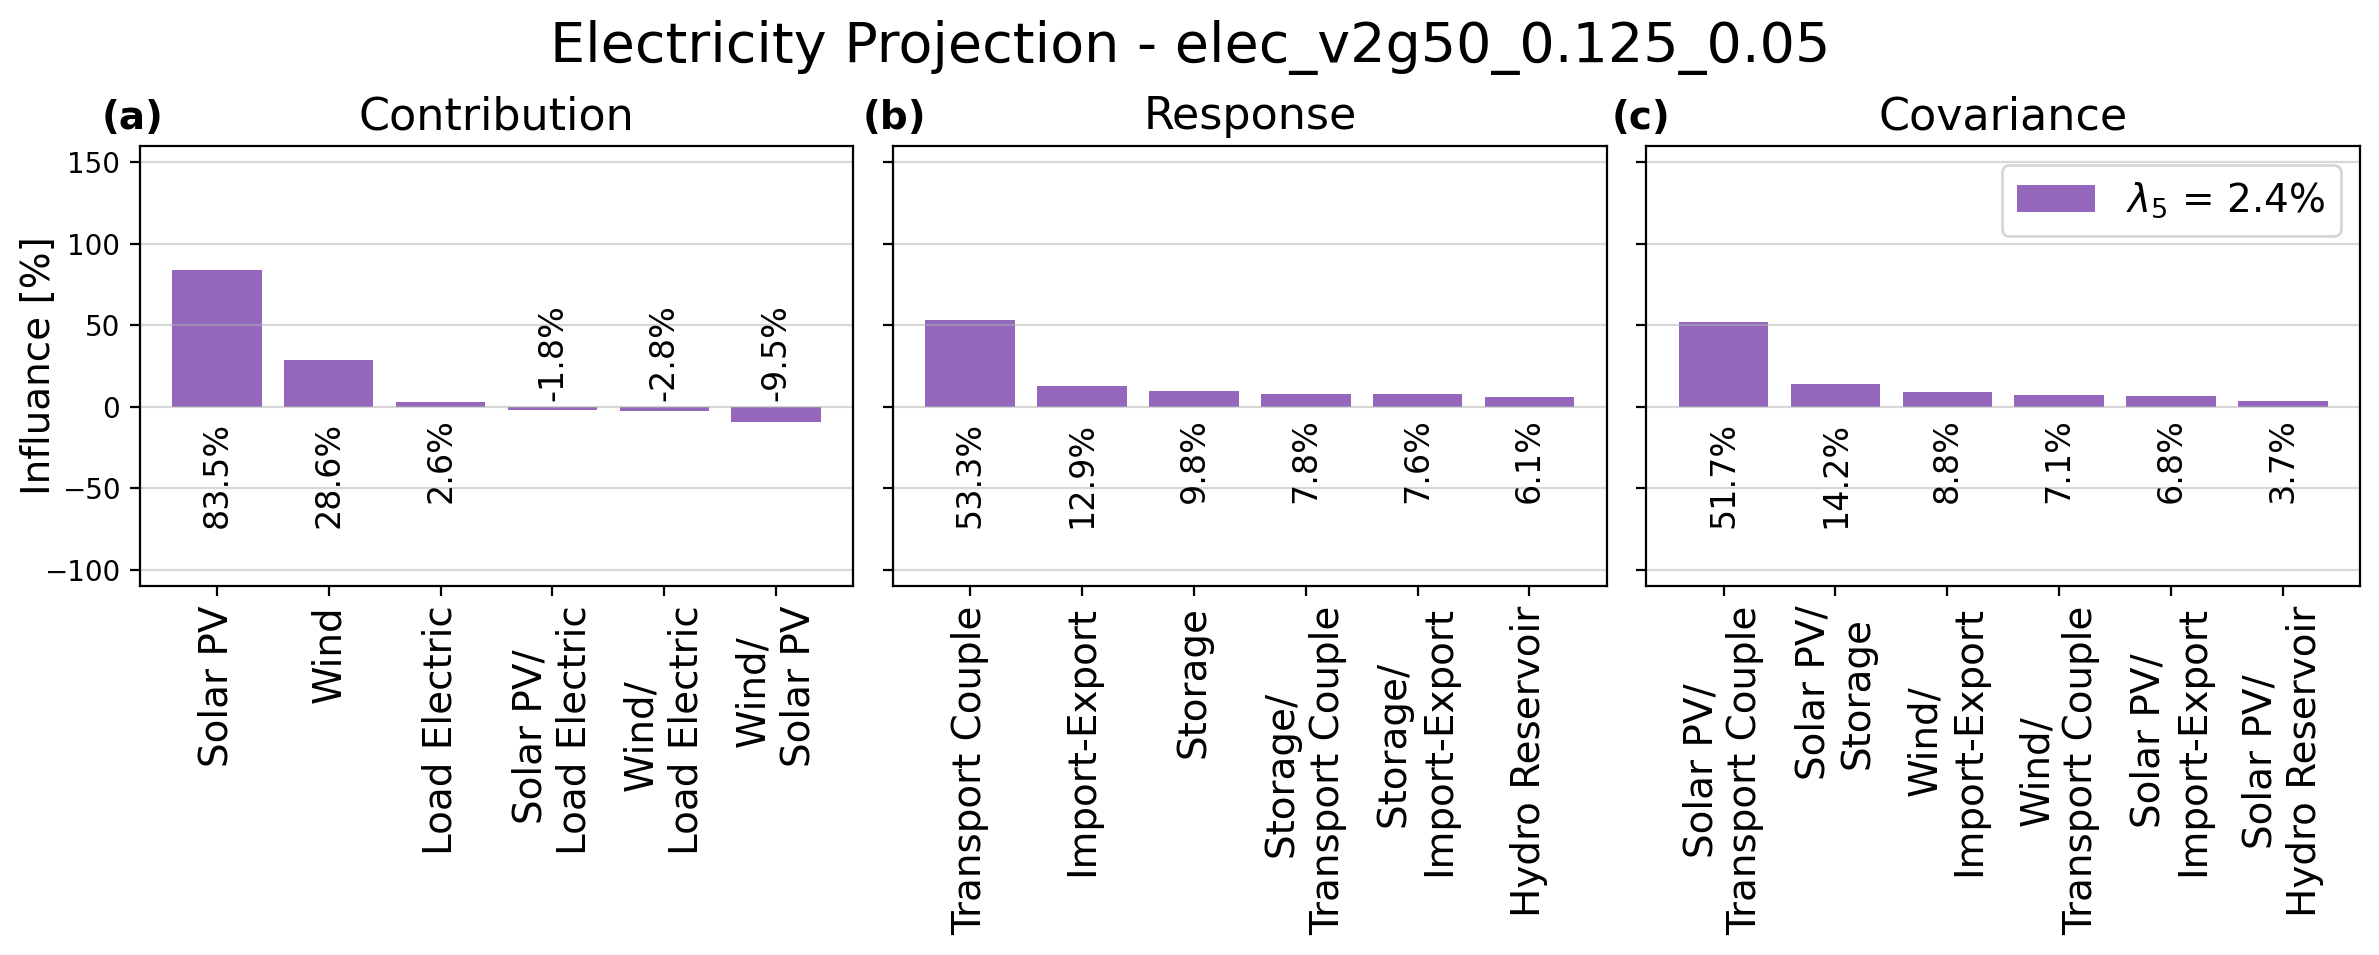 Electricity Projection - elec_v2g50_0.125_0.05
(a)
Contribution
Influance [%]
150
100
50
0
−50
−100
83.5%
28.6%
2.6%
-1.8%
-2.8%
-9.5%
Solar PV
Wind
Load Electric
Solar PV/
Load Electric
Wind/
Load Electric
Wind/
Solar PV
(b)
Response
53.3%
12.9%
9.8%
7.8%
7.6%
6.1%
Transport Couple
Import-Export
Storage
Storage/
Transport Couple
Storage/
Import-Export
Hydro Reservoir
(c)
Covariance
λ5 = 2.4%
51.7%
14.2%
8.8%
7.1%
6.8%
3.7%
Solar PV/
Transport Couple
Solar PV/
Storage
Wind/
Import-Export
Wind/
Transport Couple
Solar PV/
Import-Export
Solar PV/
Hydro Reservoir